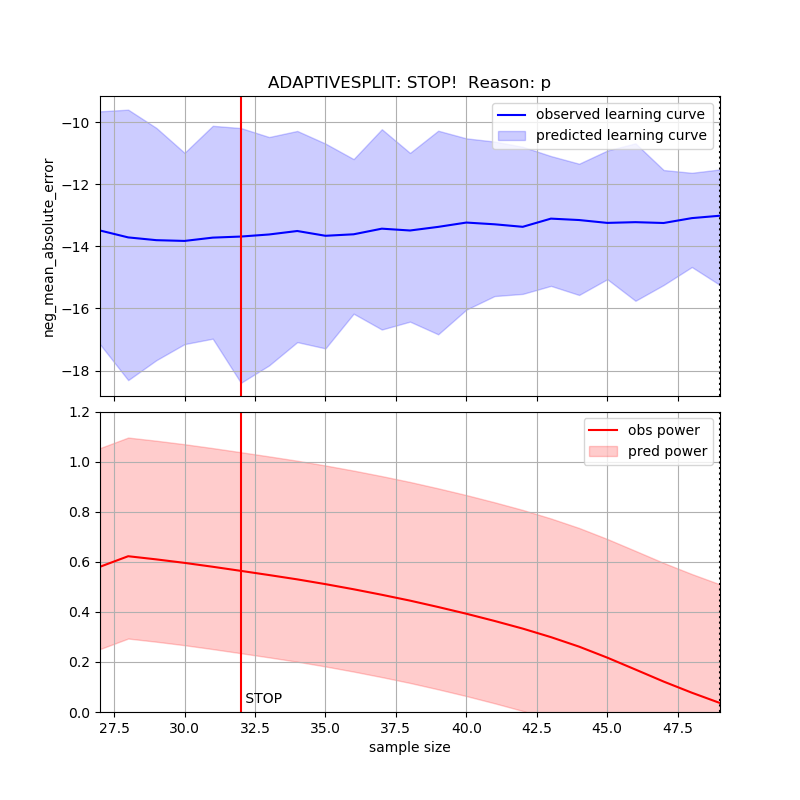 ADAPTIVESPLIT: STOP!  Reason: p
observed learning curve
predicted learning curve
neg_mean_absolute_error
−10
−12
−14
−16
−18
obs power
pred power
1.2
1.0
0.8
0.6
0.4
0.2
0.0
STOP
27.5 30.0 32.5 35.0 37.5 40.0 42.5 45.0 47.5
sample size